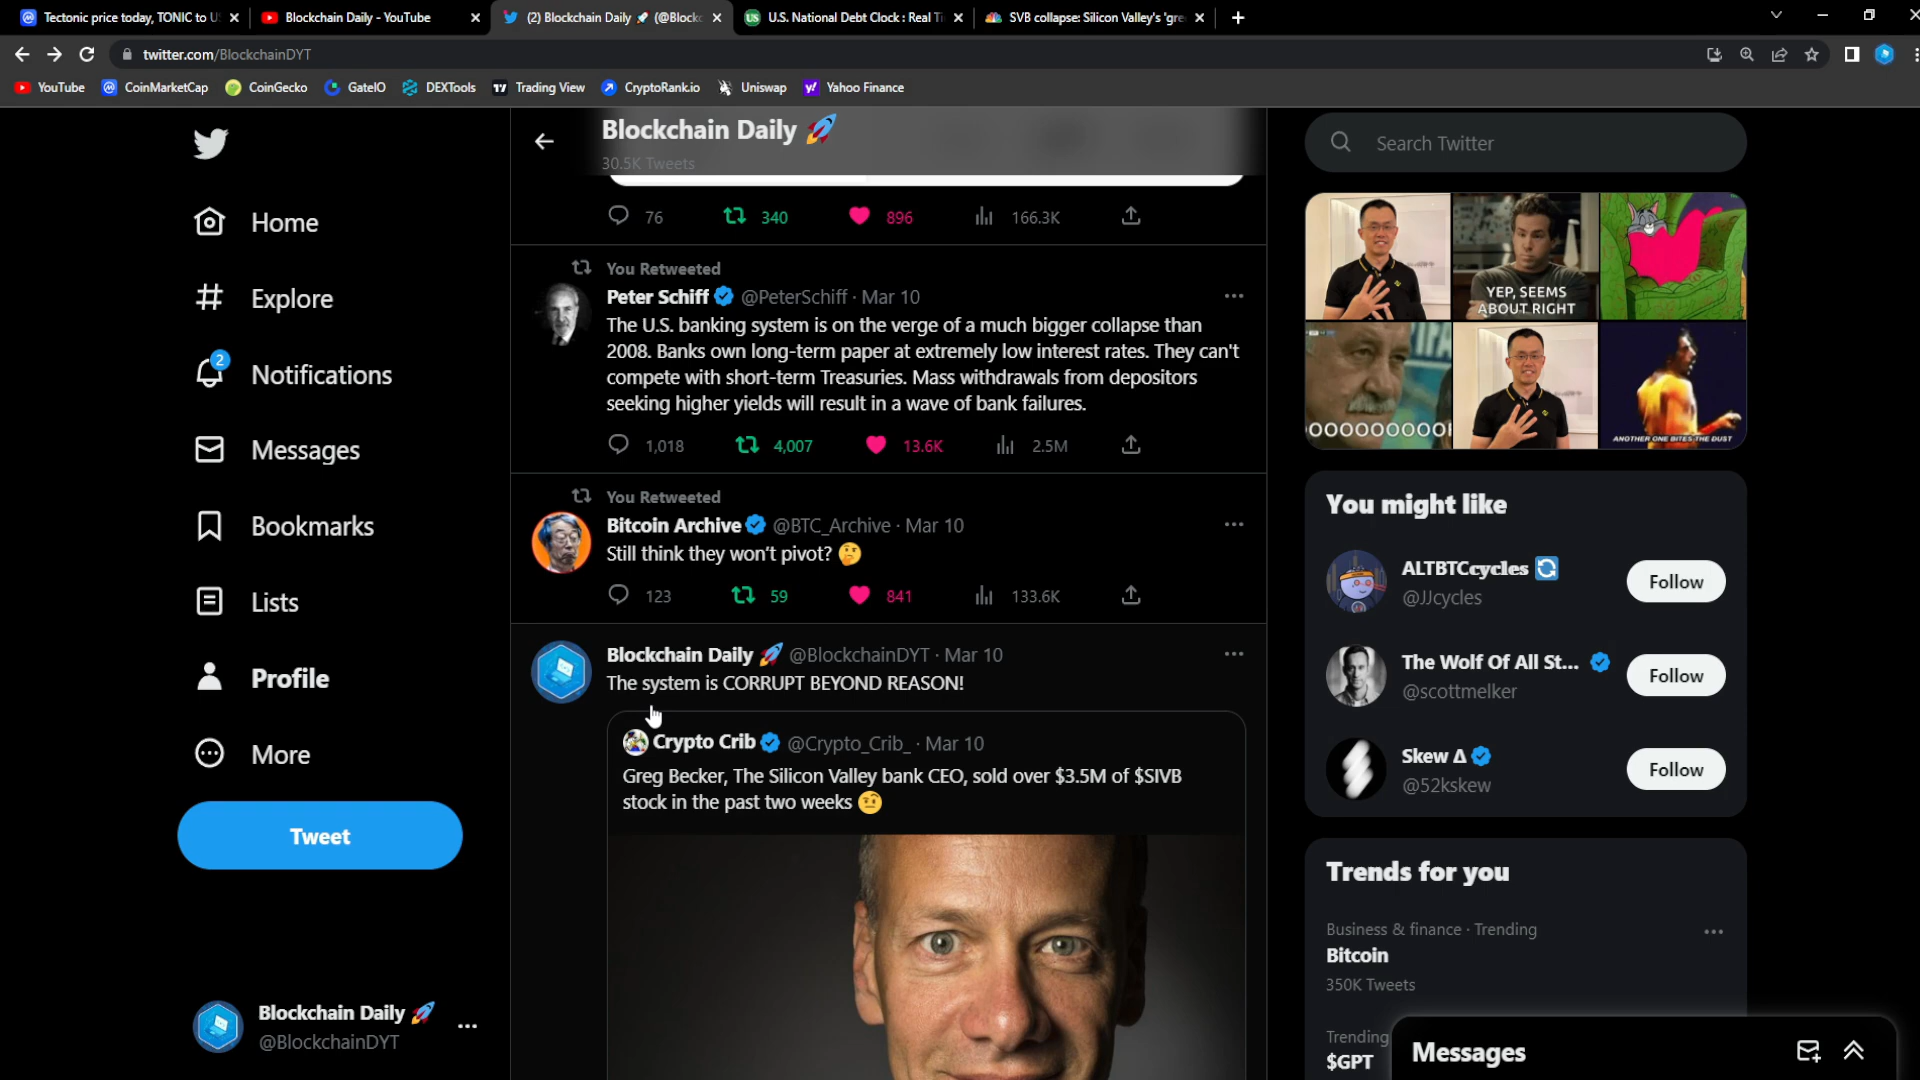 Tectonic price today, TONIC to U
Blockchain Daily - YouTube
(2) Blockchain Daily 🚀 (@Block
U.S. National Debt Clock : Real Ti
SVB collapse: Silicon Valley's 'gre
twitter.com/BlockchainDYT
YouTube
CoinMarketCap
CoinGecko
GateIO
DEXTools
Trading View
CryptoRank.io
Uniswap
Yahoo Finance
Blockchain Daily 🚀
30.5K Tweets
Search Twitter
Home
Explore
2
Notifications
Messages
Bookmarks
Lists
Profile
More
Tweet
Blockchain Daily 🚀
@BlockchainDYT
76 340 896 166.3K
You Retweeted
Peter Schiff @PeterSchiff · Mar 10
The U.S. banking system is on the verge of a much bigger collapse than
2008. Banks own long-term paper at extremely low interest rates. They can't
compete with short-term Treasuries. Mass withdrawals from depositors
seeking higher yields will result in a wave of bank failures.
1,018 4,007 13.6K 2.5M
You Retweeted
Bitcoin Archive @BTC_Archive · Mar 10
Still think they won't pivot? 🤔
123 59 841 133.6K
Blockchain Daily 🚀 @BlockchainDYT · Mar 10
The system is CORRUPT BEYOND REASON!
Crypto Crib @Crypto_Crib_ · Mar 10
Greg Becker, The Silicon Valley bank CEO, sold over $3.5M of $SIVB
stock in the past two weeks 🤨
YEP, SEEMS
ABOUT RIGHT
OOOOOOOOOO
ANOTHER ONE BITES THE DUST
You might like
ALTBTCcycles 🔄
@JJcycles
Follow
The Wolf Of All St...
@scottmelker
Follow
Skew Δ
@52kskew
Follow
Trends for you
Business & finance · Trending
Bitcoin
350K Tweets
Trending
$GPT
Messages